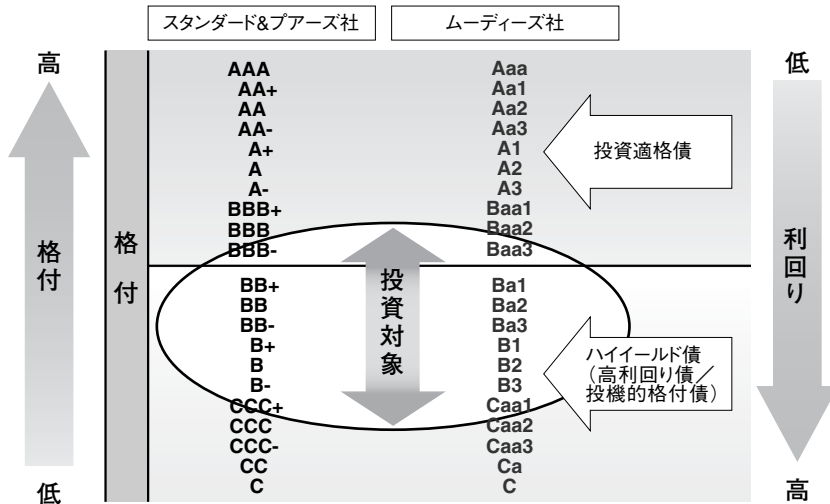 スタンダード&プアーズ社 ムーディーズ社
高 低
AAA Aaa
AA+ Aa1
AA Aa2
AA- Aa3
A+ A1
A A2
A- A3
BBB+ Baa1
BBB Baa2
BBB- Baa3
投資適格債
格付
格付
投資対象
利回り
BB+ Ba1
BB Ba2
BB- Ba3
B+ B1
B B2
B- B3
CCC+ Caa1
CCC Caa2
CCC- Caa3
CC Ca
C C
ハイイールド債
（高利回り債／
投機的格付債）
低 高